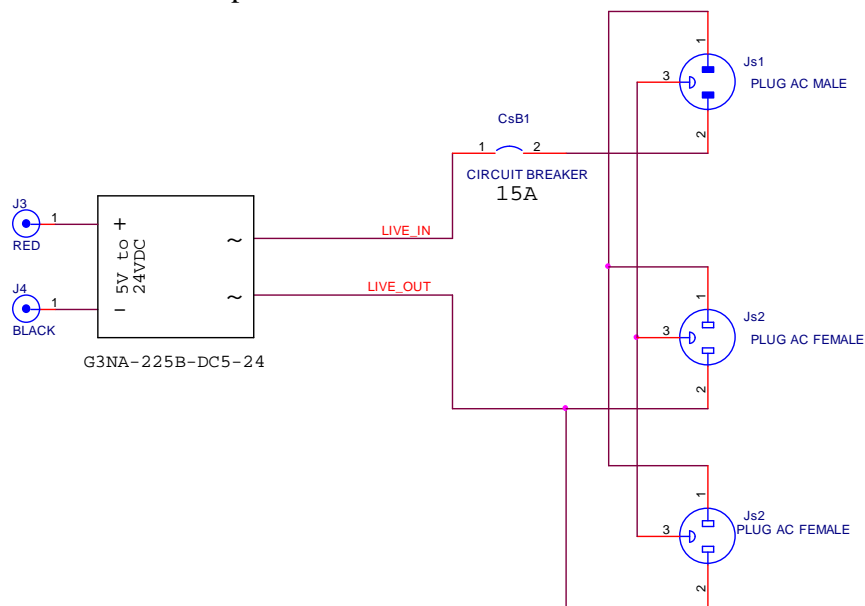 1
Js1
3
PLUG AC MALE
2
CsB1
1 2
CIRCUIT BREAKER
15A
J3
1
RED
+
5V to
24VDC
-
~
~
LIVE_IN
LIVE_OUT
J4
1
BLACK
G3NA-225B-DC5-24
1
Js2
3
PLUG AC FEMALE
2
1
Js2
3
PLUG AC FEMALE
2